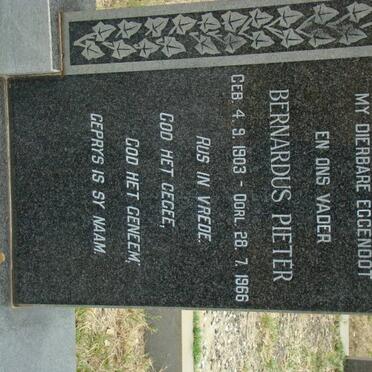 MY DIERBARE EGGENOOT
EN ONS VADER
BERNARDUS PIETER
GEB. 4. 9. 1903 - OORL. 28. 7. 1966
RUS IN VREDE.
GOD HET GEGEE,
GOD HET GENEEM,
GEPRYS IS SY NAAM.